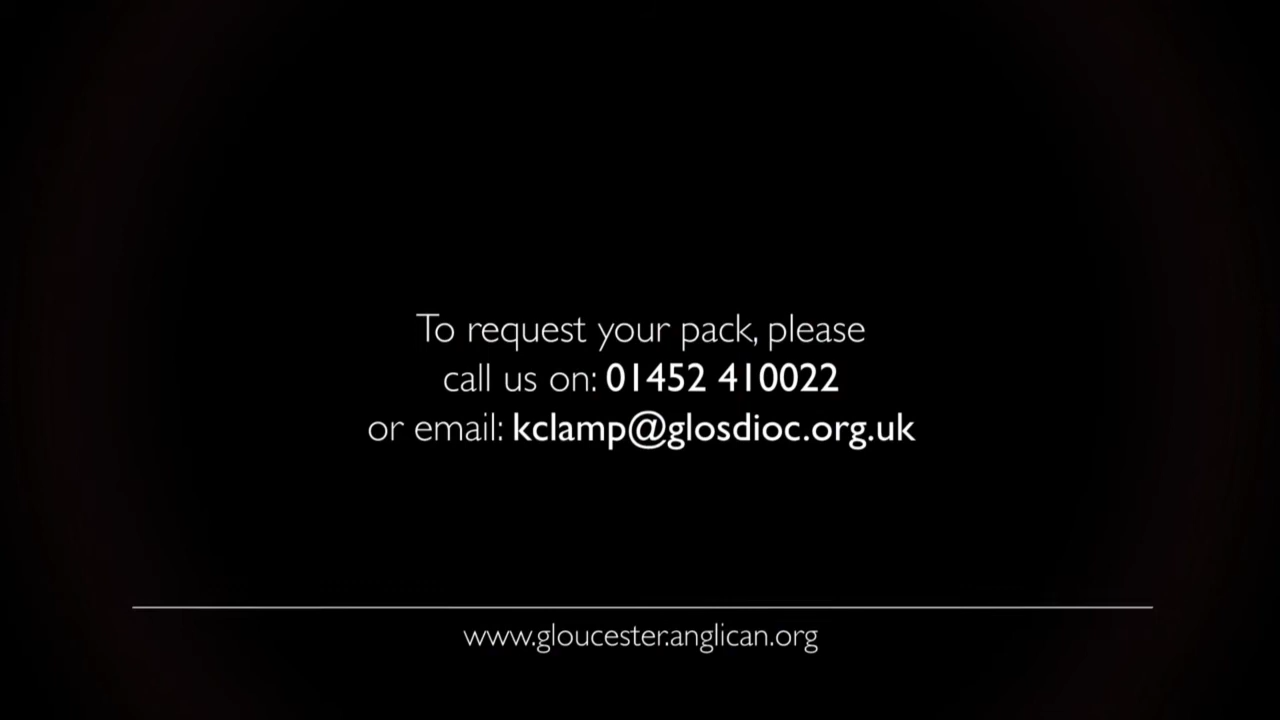 To request your pack, please
call us on: 01452 410022
or email: kclamp@glosdioc.org.uk
www.gloucester.anglican.org